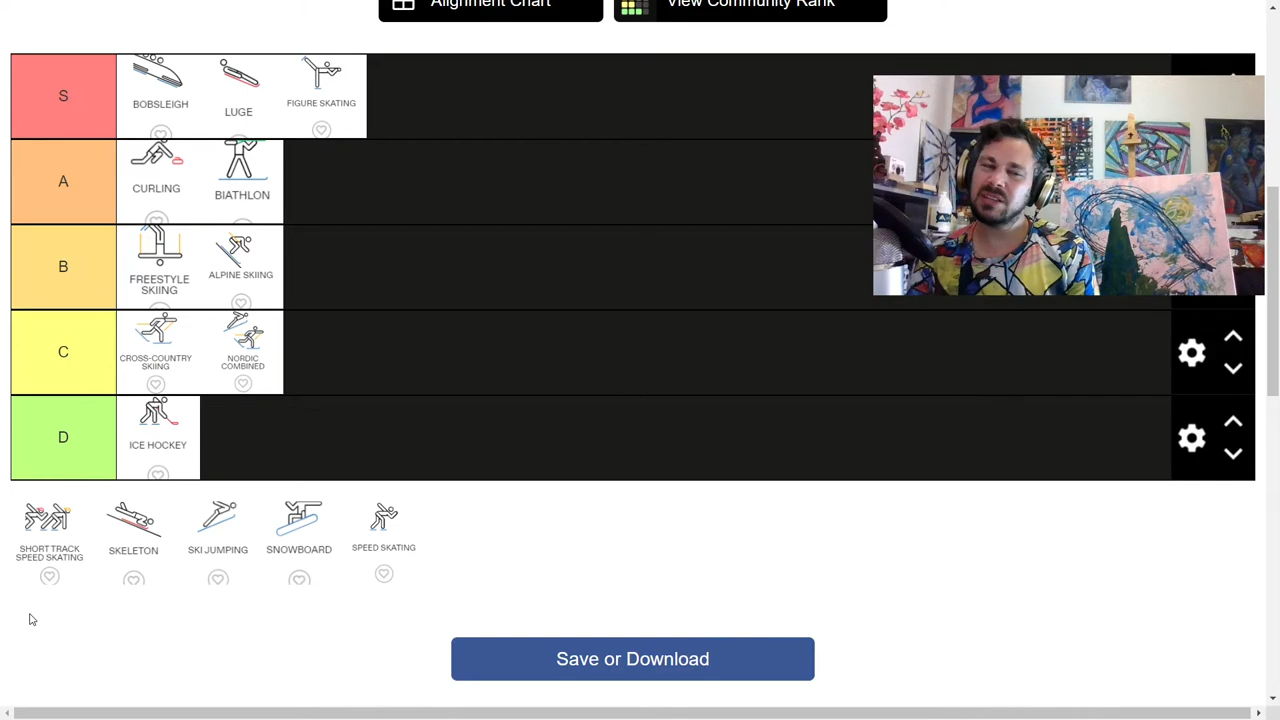 Alignment Chart
View Community Rank
S
BOBSLEIGH
LUGE
FIGURE SKATING
A
CURLING
BIATHLON
B
FREESTYLE
SKIING
ALPINE SKIING
C
CROSS-COUNTRY
SKIING
NORDIC
COMBINED
D
ICE HOCKEY
SHORT TRACK
SPEED SKATING
SKELETON
SKI JUMPING
SNOWBOARD
SPEED SKATING
Save or Download